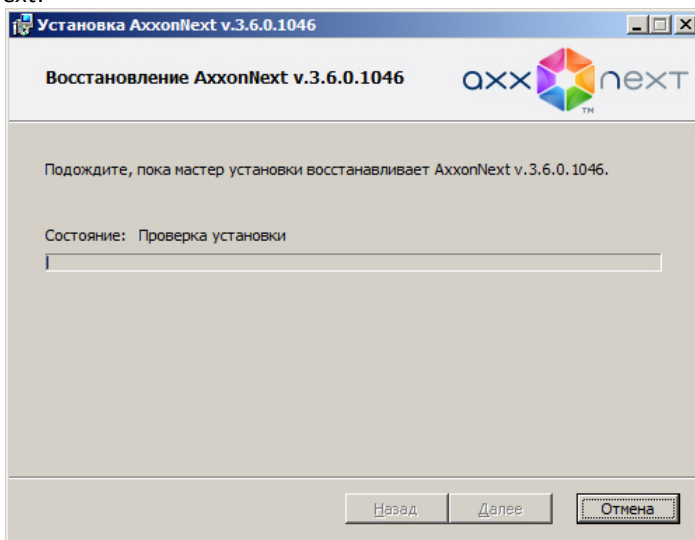 Установка AxxonNext v.3.6.0.1046
Восстановление AxxonNext v.3.6.0.1046
axx next
TM
Подождите, пока мастер установки восстанавливает AxxonNext v.3.6.0.1046.
Состояние: Проверка установки
Назад Далее Отмена